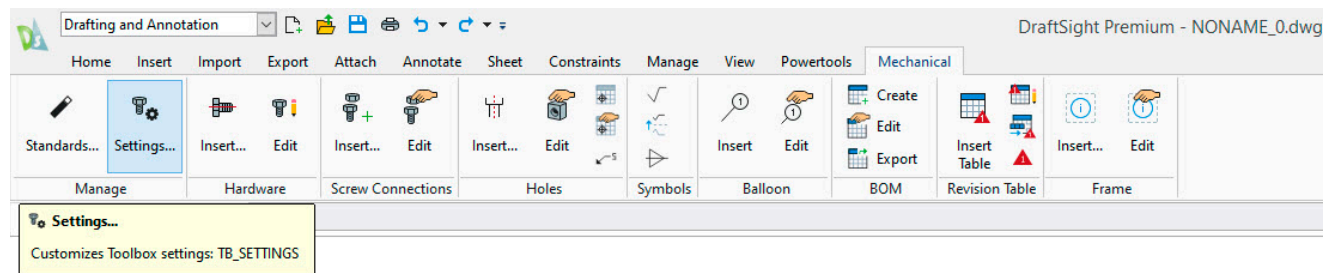 Drafting and Annotation
DraftSight Premium - NONAME_0.dwg
Home Insert Import Export Attach Annotate Sheet Constraints Manage View Powertools Mechanical
Standards... Settings... Insert... Edit Insert... Edit Insert... Edit Insert Edit Create Edit Export Insert Table Insert... Edit
Manage Hardware Screw Connections Holes Symbols Balloon BOM Revision Table Frame
Settings...
Customizes Toolbox settings: TB_SETTINGS